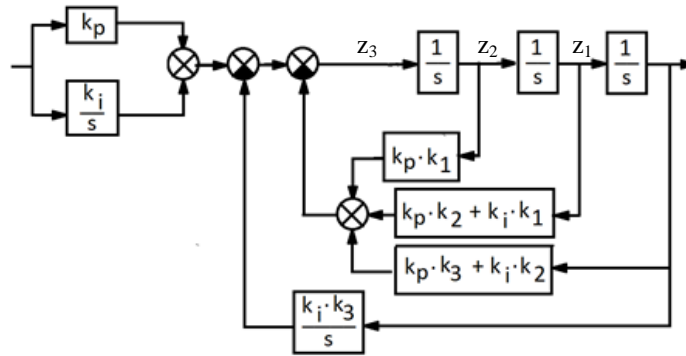 k_p
k_i
s
z_3
1
s
z_2
1
s
z_1
1
s
k_p·k_1
k_p·k_2 + k_i·k_1
k_p·k_3 + k_i·k_2
k_i·k_3
s